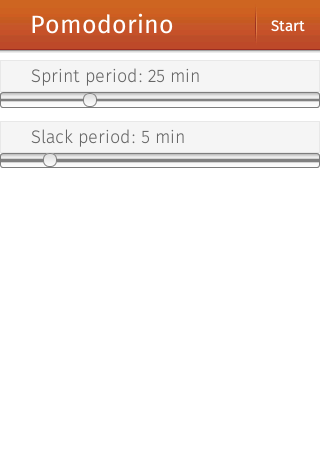 Pomodorino
Start
Sprint period: 25 min
Slack period: 5 min